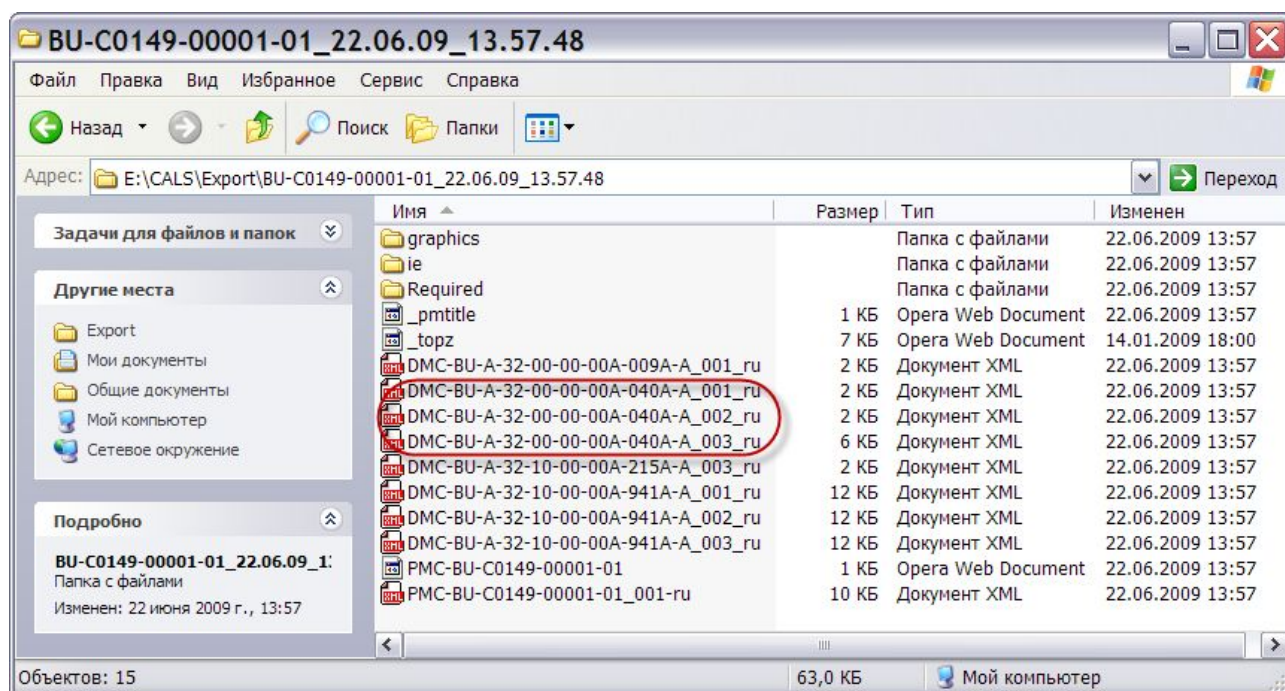 BU-C0149-00001-01_22.06.09_13.57.48
Файл Правка Вид Избранное Сервис Справка
Назад Поиск Папки
Адрес: E:\CALS\Export\BU-C0149-00001-01_22.06.09_13.57.48 Переход
Задачи для файлов и папок
Другие места
Export
Мои документы
Общие документы
Мой компьютер
Сетевое окружение
Подробно
BU-C0149-00001-01_22.06.09_1
Папка с файлами
Изменен: 22 июня 2009 г., 13:57
Имя Размер Тип Изменен
graphics Папка с файлами 22.06.2009 13:57
ie Папка с файлами 22.06.2009 13:57
Required Папка с файлами 22.06.2009 13:57
_pmtitle 1 КБ Opera Web Document 22.06.2009 13:57
_topz 7 КБ Opera Web Document 14.01.2009 18:00
DMC-BU-A-32-00-00-00A-009A-A_001_ru 2 КБ Документ XML 22.06.2009 13:57
DMC-BU-A-32-00-00-00A-040A-A_001_ru 2 КБ Документ XML 22.06.2009 13:57
DMC-BU-A-32-00-00-00A-040A-A_002_ru 2 КБ Документ XML 22.06.2009 13:57
DMC-BU-A-32-00-00-00A-040A-A_003_ru 6 КБ Документ XML 22.06.2009 13:57
DMC-BU-A-32-10-00-00A-215A-A_003_ru 2 КБ Документ XML 22.06.2009 13:57
DMC-BU-A-32-10-00-00A-941A-A_001_ru 12 КБ Документ XML 22.06.2009 13:57
DMC-BU-A-32-10-00-00A-941A-A_002_ru 12 КБ Документ XML 22.06.2009 13:57
DMC-BU-A-32-10-00-00A-941A-A_003_ru 12 КБ Документ XML 22.06.2009 13:57
PMC-BU-C0149-00001-01 1 КБ Opera Web Document 22.06.2009 13:57
PMC-BU-C0149-00001-01_001-ru 10 КБ Документ XML 22.06.2009 13:57
Объектов: 15 63,0 КБ Мой компьютер